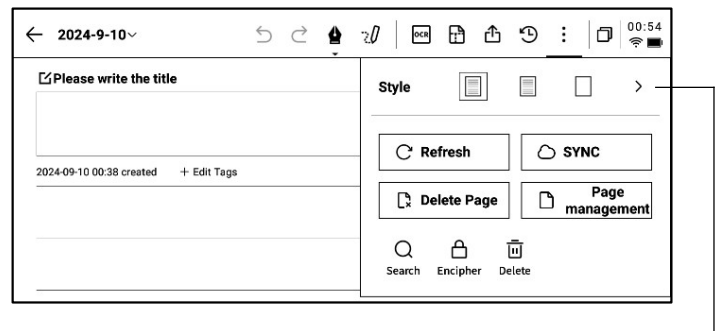 2024-9-10
OCR
00:54
Please write the title
Style
Refresh
SYNC
2024-09-10 00:38 created + Edit Tags
Delete Page
Page
management
Search Encipher Delete